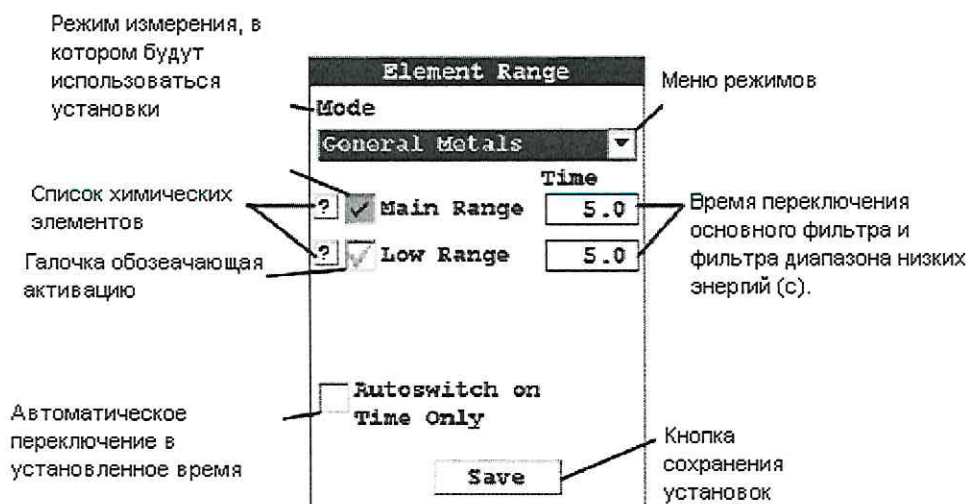 Режим измерения, в
котором будут
использоваться
установки
Element Range
Меню режимов
Mode
General Metals
Time
Список химических
элементов
? Main Range 5.0
Время переключения
основного фильтра и
фильтра диапазона низких
энергий (с).
? Low Range 5.0
Галочка обозеачающая
активацию
Autoswitch on
Time Only
Автоматическое
переключение в
установленное время
Save
Кнопка
сохранения
установок